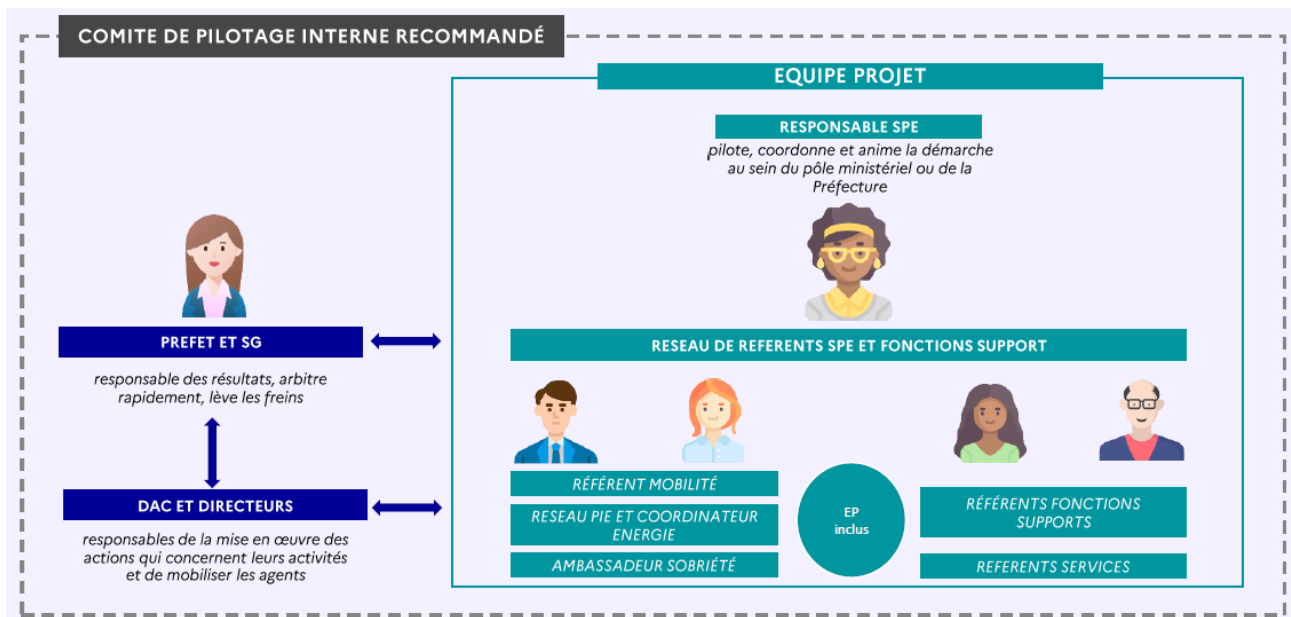 COMITE DE PILOTAGE INTERNE RECOMMANDÉ
EQUIPE PROJET
RESPONSABLE SPE
pilote, coordonne et anime la démarche
au sein du pôle ministériel ou de la
Préfecture
PREFET ET SG
responsable des résultats, arbitre
rapidement, lève les freins
DAC ET DIRECTEURS
responsables de la mise en œuvre des
actions qui concernent leurs activités
et de mobiliser les agents
RESEAU DE REFERENTS SPE ET FONCTIONS SUPPORT
RÉFÉRENT MOBILITÉ
RESEAU PIE ET COORDINATEUR
ENERGIE
AMBASSADEUR SOBRIÉTÉ
EP
inclus
RÉFÉRENTS FONCTIONS
SUPPORTS
REFERENTS SERVICES